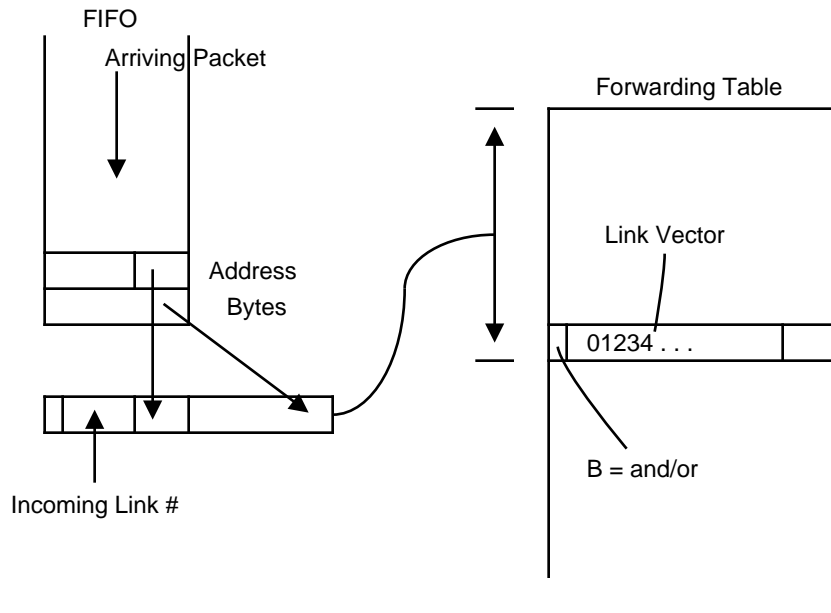 FIFO
Arriving Packet
Forwarding Table
Link Vector
Address
Bytes
01234 . . .
B = and/or
Incoming Link #